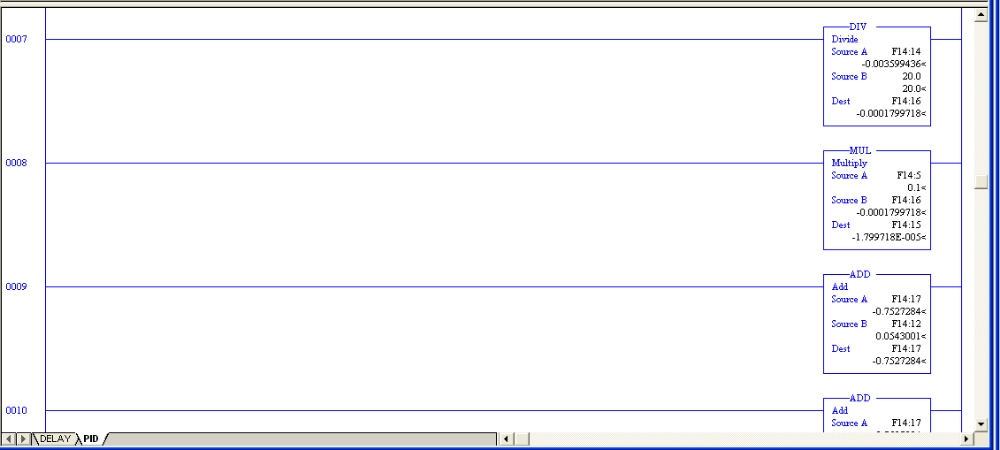 0007
DIV
Divide
Source A F14:14
-0.003599436<
Source B 20.0
20.0<
Dest F14:16
-0.0001799718<
0008
MUL
Multiply
Source A F14:5
0.1<
Source B F14:16
-0.0001799718<
Dest F14:15
-1.799718E-005<
0009
ADD
Add
Source A F14:17
-0.7527284<
Source B F14:12
0.0543001<
Dest F14:17
-0.7527284<
0010
ADD
Add
Source A F14:17
DELAY PID